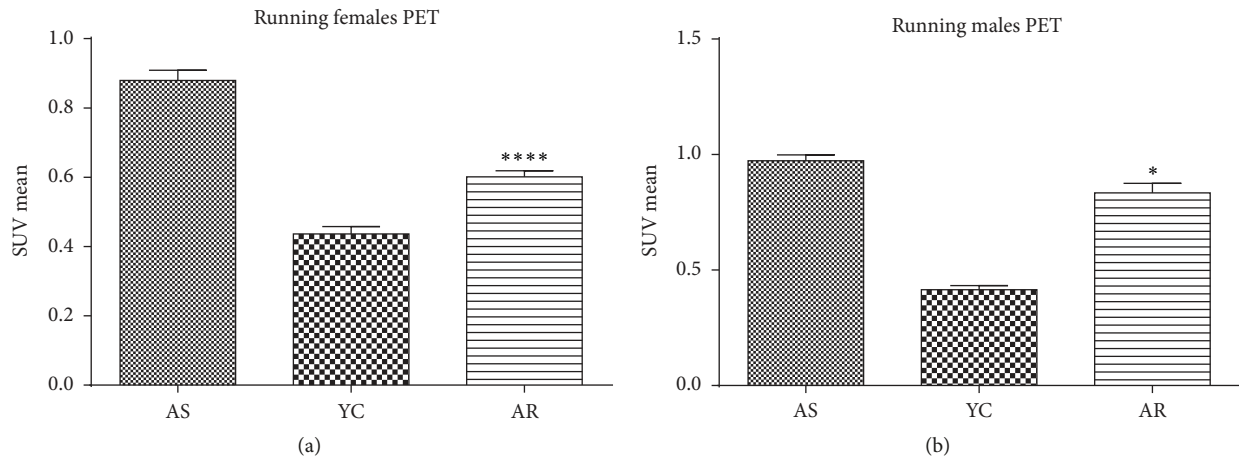 Running females PET
1.0
0.8
0.6
0.4
0.2
0.0
SUV mean
****
AS YC AR
(a)
Running males PET
1.5
1.0
0.5
0.0
SUV mean
*
AS YC AR
(b)